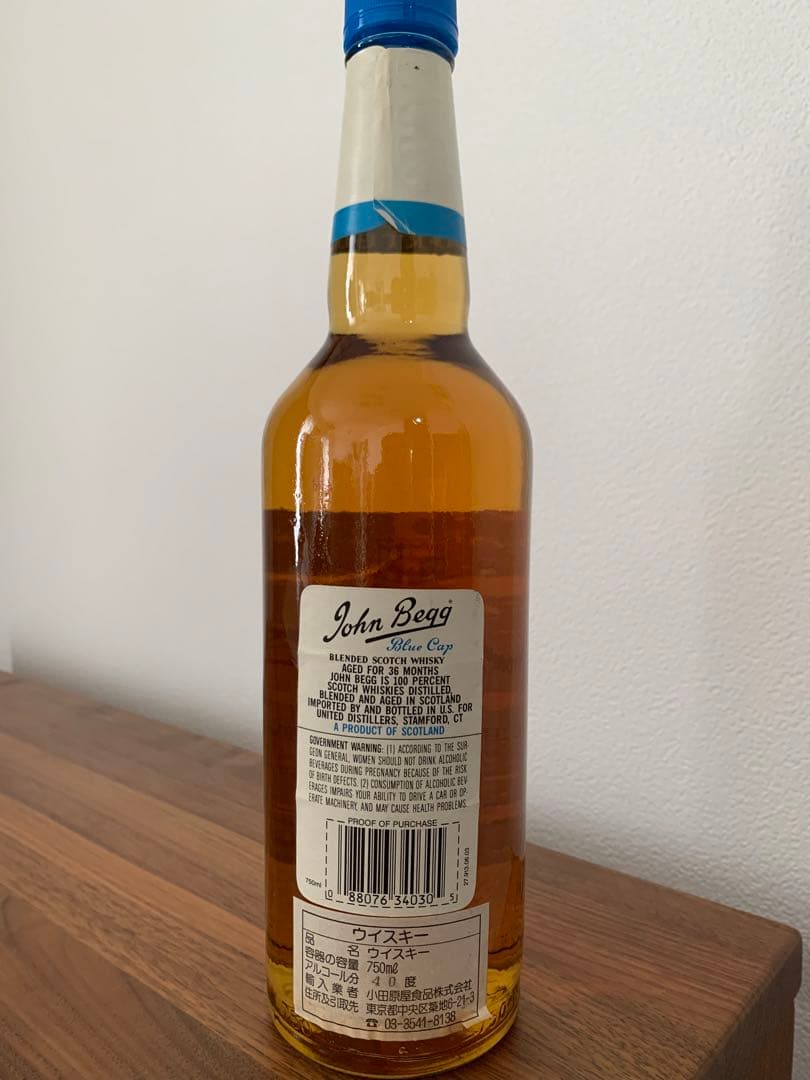 John Begg
Blue Cap
BLENDED SCOTCH WHISKY
AGED FOR 36 MONTHS
JOHN BEGG IS 100 PERCENT
SCOTCH WHISKIES DISTILLED,
BLENDED AND AGED IN SCOTLAND
IMPORTED BY AND BOTTLED IN U.S. FOR
UNITED DISTILLERS, STAMFORD, CT
A PRODUCT OF SCOTLAND
GOVERNMENT WARNING: (1) ACCORDING TO THE SUR-
GEON GENERAL, WOMEN SHOULD NOT DRINK ALCOHOLIC
BEVERAGES DURING PREGNANCY BECAUSE OF THE RISK
OF BIRTH DEFECTS. (2) CONSUMPTION OF ALCOHOLIC BEV-
ERAGES IMPAIRS YOUR ABILITY TO DRIVE A CAR OR OP-
ERATE MACHINERY, AND MAY CAUSE HEALTH PROBLEMS.
PROOF OF PURCHASE
750ml
27.913.06.03
0 88076 34030 5
ウイスキー
品 名 ウイスキー
容器の容量 750mℓ
アルコール分 40度
輸入業者 小田原屋食品株式会社
住所及引取先 東京都中央区築地6-21-3
☎ 03-3541-8138